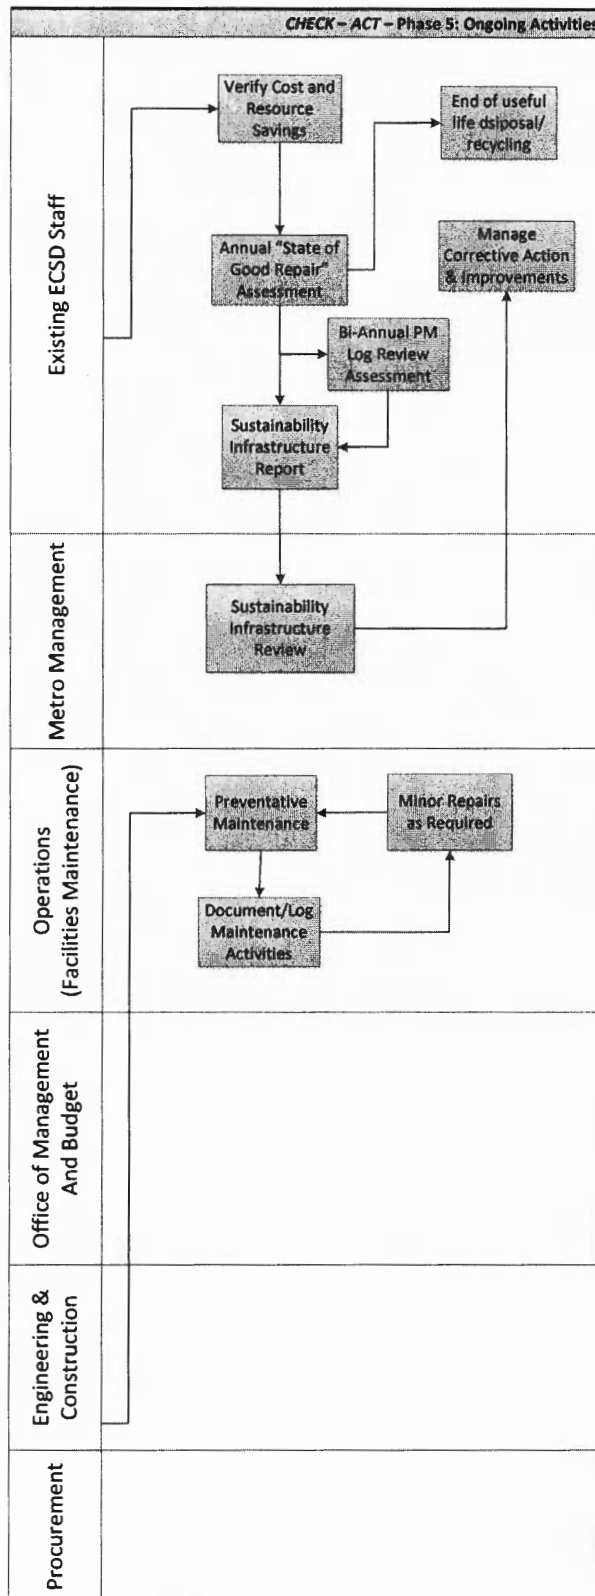 CHECK – ACT – Phase 5: Ongoing Activities
Existing ECSD Staff
Verify Cost and
Resource
Savings
End of useful
life dsiposal/
recycling
Annual “State of
Good Repair”
Assessment
Manage
Corrective Action
& Improvements
Bi-Annual PM
Log Review
Assessment
Sustainability
Infrastructure
Report
Metro Management
Sustainability
Infrastructure
Review
Operations
(Facilities Maintenance)
Preventative
Maintenance
Minor Repairs
as Required
Document/Log
Maintenance
Activities
Office of Management
And Budget
Engineering &
Construction
Procurement